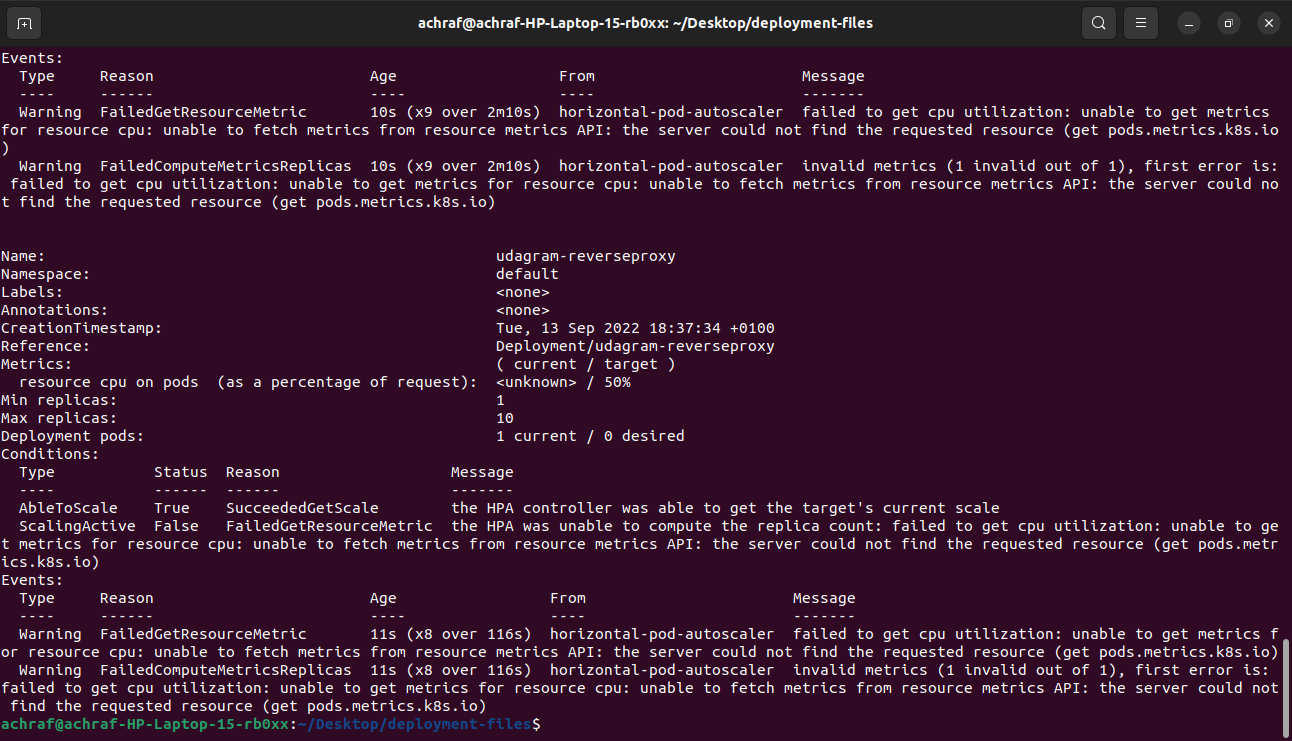 achraf@achraf-HP-Laptop-15-rb0xx: ~/Desktop/deployment-files
Events:
  Type     Reason                        Age                  From                       Message
  ----     ------                        ----                 ----                       -------
  Warning  FailedGetResourceMetric       10s (x9 over 2m10s)  horizontal-pod-autoscaler  failed to get cpu utilization: unable to get metrics
for resource cpu: unable to fetch metrics from resource metrics API: the server could not find the requested resource (get pods.metrics.k8s.io
)
  Warning  FailedComputeMetricsReplicas  10s (x9 over 2m10s)  horizontal-pod-autoscaler  invalid metrics (1 invalid out of 1), first error is:
 failed to get cpu utilization: unable to get metrics for resource cpu: unable to fetch metrics from resource metrics API: the server could no
t find the requested resource (get pods.metrics.k8s.io)
Name:                                                  udagram-reverseproxy
Namespace:                                             default
Labels:                                                <none>
Annotations:                                           <none>
CreationTimestamp:                                     Tue, 13 Sep 2022 18:37:34 +0100
Reference:                                             Deployment/udagram-reverseproxy
Metrics:                                               ( current / target )
  resource cpu on pods  (as a percentage of request):  <unknown> / 50%
Min replicas:                                          1
Max replicas:                                          10
Deployment pods:                                       1 current / 0 desired
Conditions:
  Type           Status  Reason                   Message
  ----           ------  ------                   -------
  AbleToScale    True    SucceededGetScale        the HPA controller was able to get the target's current scale
  ScalingActive  False   FailedGetResourceMetric  the HPA was unable to compute the replica count: failed to get cpu utilization: unable to ge
t metrics for resource cpu: unable to fetch metrics from resource metrics API: the server could not find the requested resource (get pods.metr
ics.k8s.io)
Events:
  Type     Reason                        Age                 From                       Message
  ----     ------                        ----                ----                       -------
  Warning  FailedGetResourceMetric       11s (x8 over 116s)  horizontal-pod-autoscaler  failed to get cpu utilization: unable to get metrics f
or resource cpu: unable to fetch metrics from resource metrics API: the server could not find the requested resource (get pods.metrics.k8s.io)
  Warning  FailedComputeMetricsReplicas  11s (x8 over 116s)  horizontal-pod-autoscaler  invalid metrics (1 invalid out of 1), first error is:
failed to get cpu utilization: unable to get metrics for resource cpu: unable to fetch metrics from resource metrics API: the server could not
 find the requested resource (get pods.metrics.k8s.io)
achraf@achraf-HP-Laptop-15-rb0xx:~/Desktop/deployment-files$